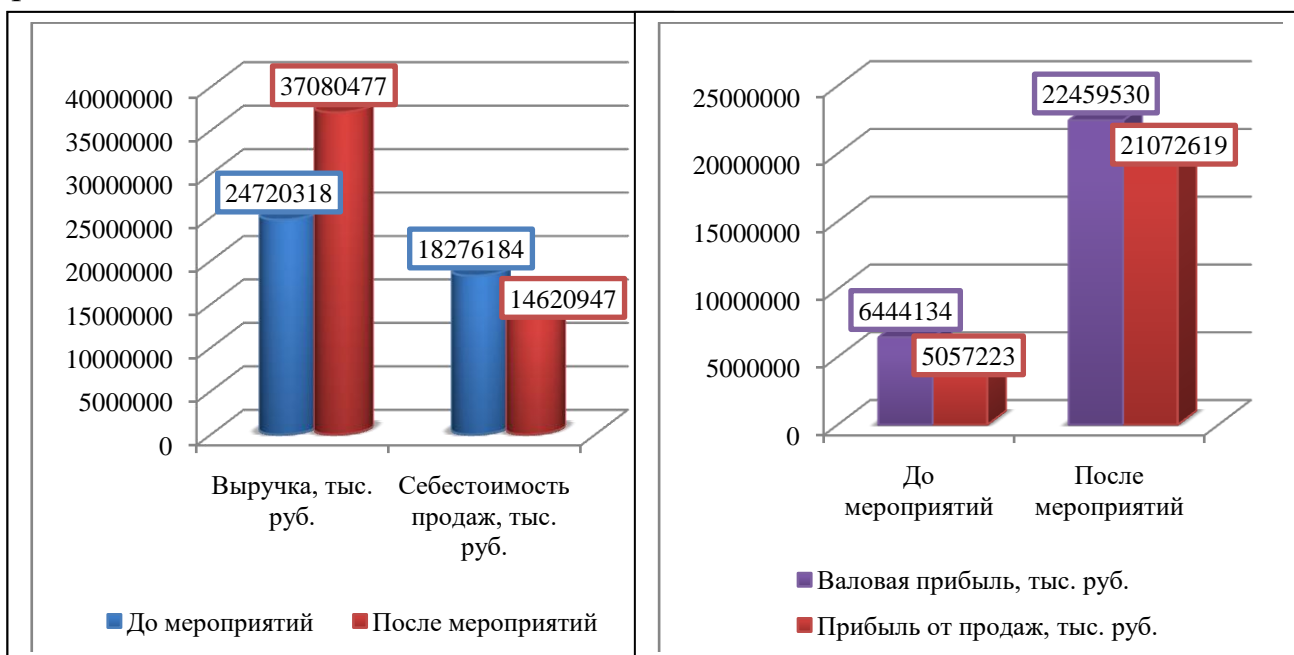 40000000
35000000
30000000
25000000
20000000
15000000
10000000
5000000
0
37080477
24720318
18276184
14620947
Выручка, тыс.
руб.
Себестоимость
продаж, тыс.
руб.
До мероприятий
После мероприятий
25000000
20000000
15000000
10000000
5000000
0
22459530
21072619
6444134
5057223
До
мероприятий
После
мероприятий
Валовая прибыль, тыс. руб.
Прибыль от продаж, тыс. руб.